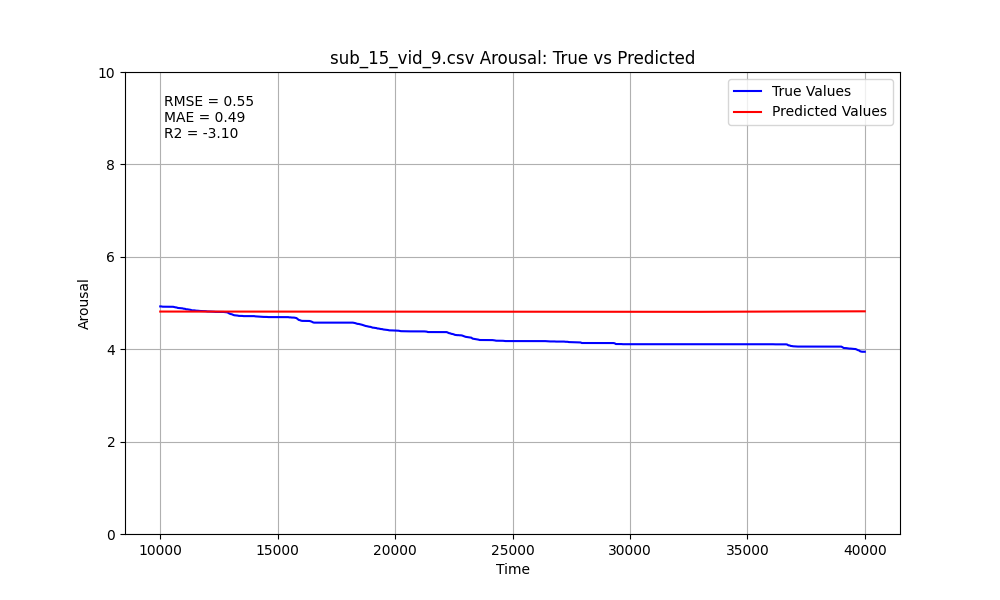 sub_15_vid_9.csv Arousal: True vs Predicted
RMSE = 0.55
MAE = 0.49
R2 = -3.10
True Values
Predicted Values
Arousal
10
8
6
4
2
0
10000
15000
20000
25000
30000
35000
40000
Time